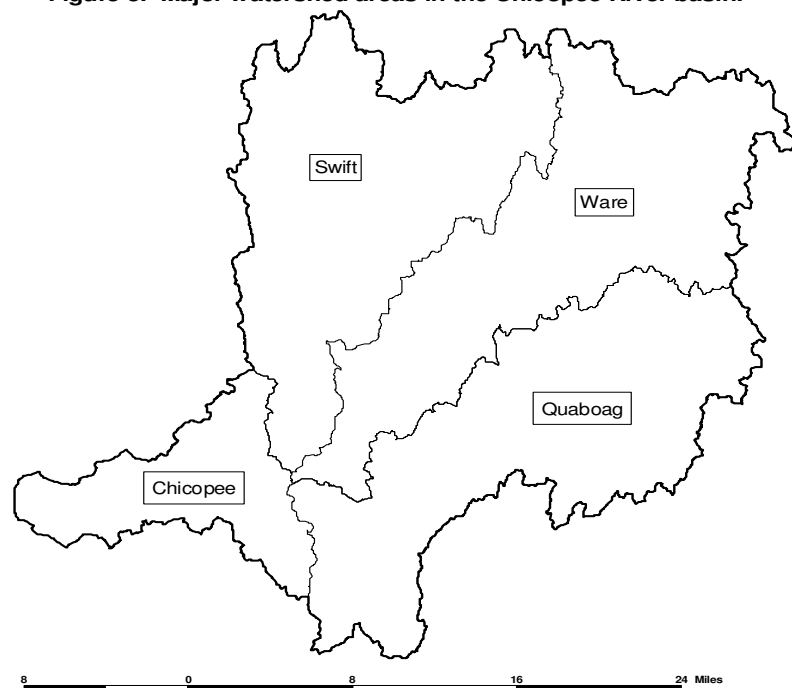 Figure Major watershed areas in the Chicopee River basin.
Swift
Ware
Quaboag
Chicopee
8 0 8 16 24 Miles